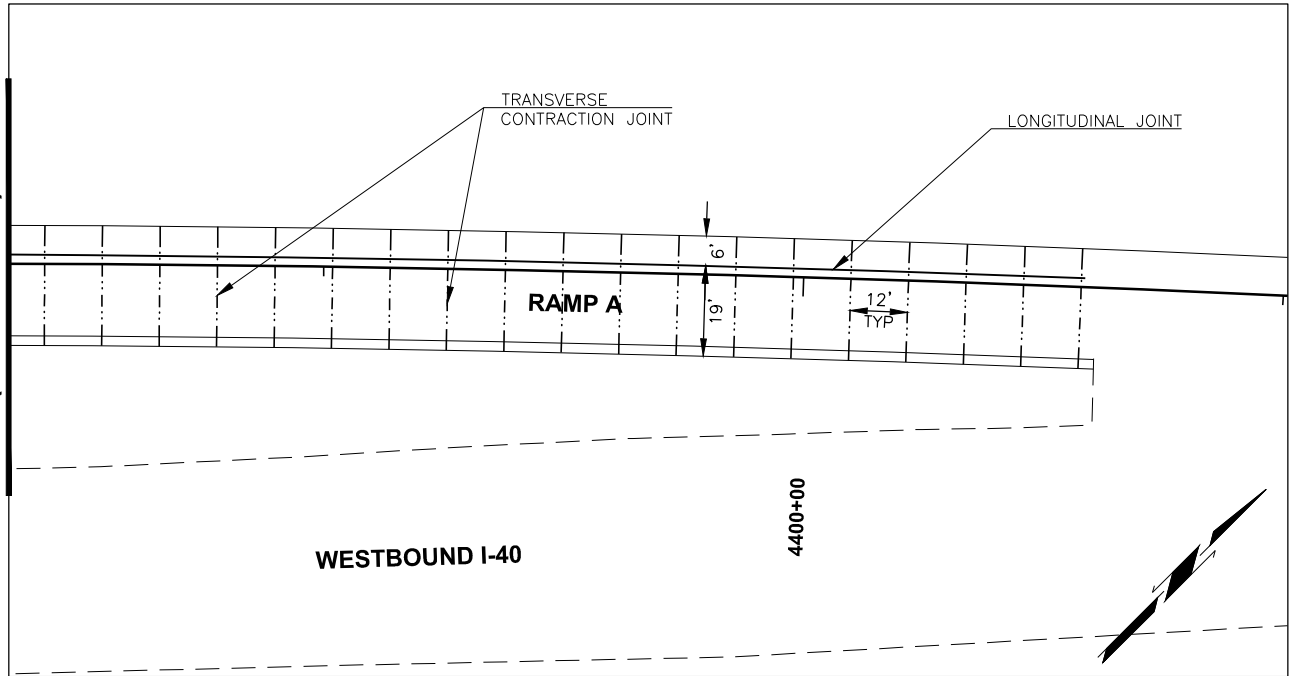 TRANSVERSE
CONTRACTION JOINT
LONGITUDINAL JOINT
6'
19'
RAMP A
12'
TYP
4400+00
WESTBOUND I-40